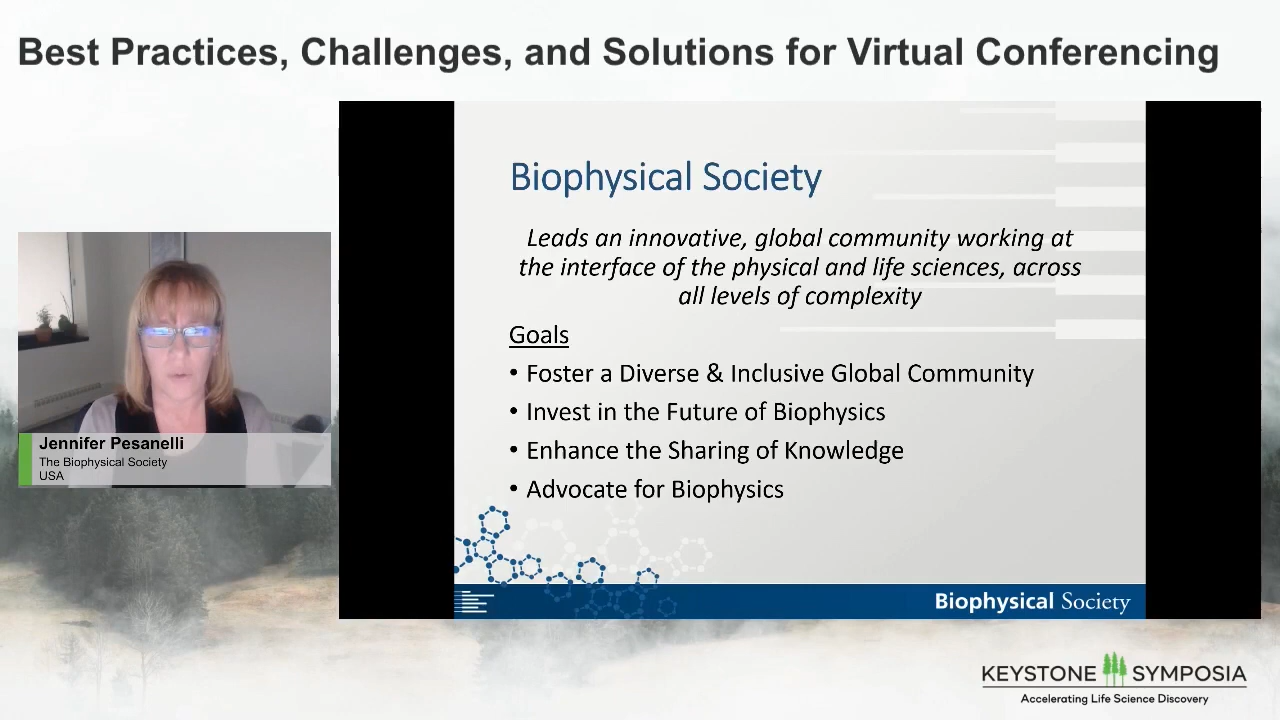 Best Practices, Challenges, and Solutions for Virtual Conferencing
Biophysical Society
Leads an innovative, global community working at
the interface of the physical and life sciences, across
all levels of complexity
Goals
• Foster a Diverse & Inclusive Global Community
• Invest in the Future of Biophysics
• Enhance the Sharing of Knowledge
• Advocate for Biophysics
Biophysical Society
Jennifer Pesanelli
The Biophysical Society
USA
KEYSTONE SYMPOSIA
Accelerating Life Science Discovery